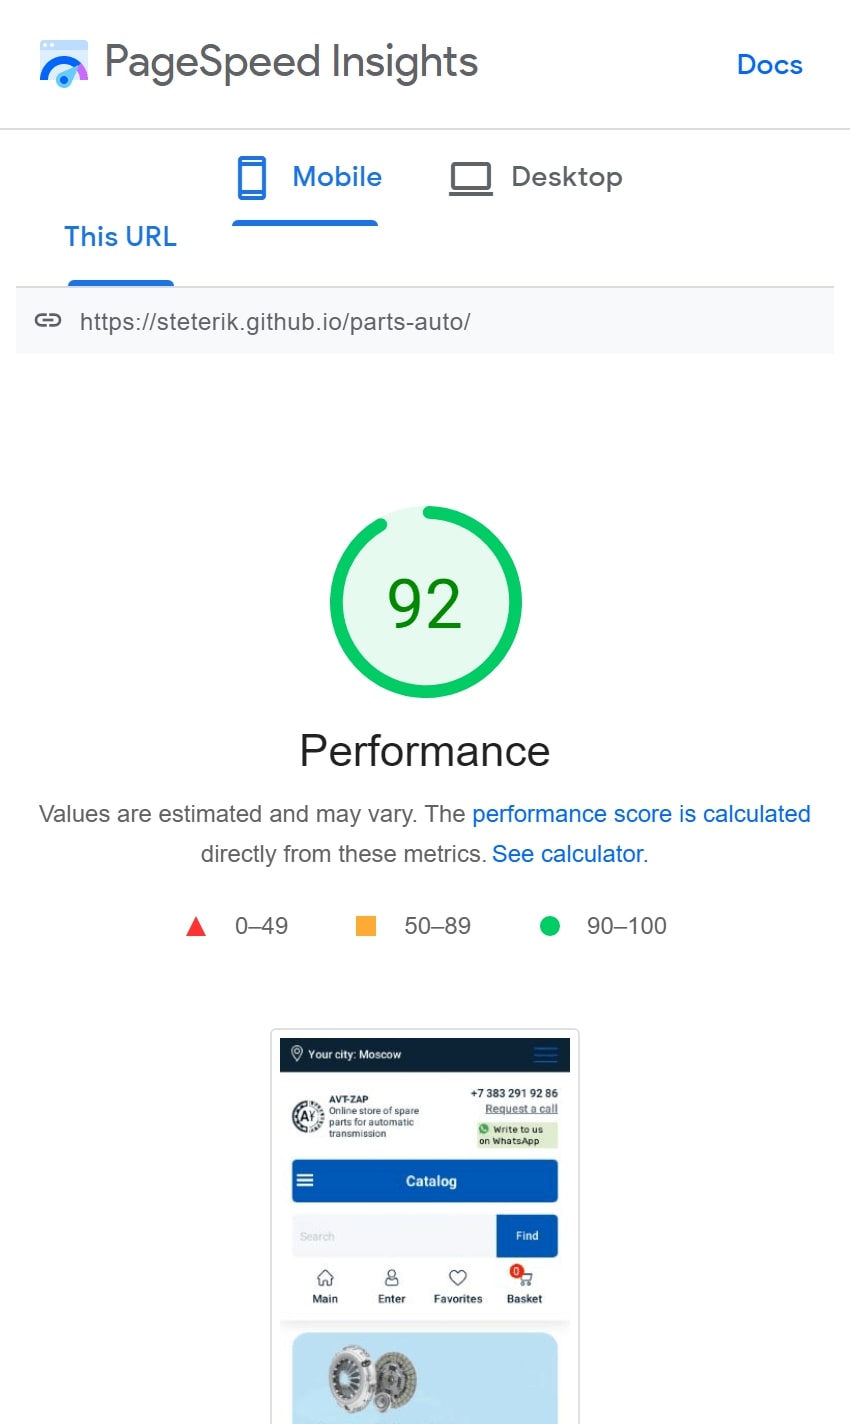 PageSpeed Insights
Docs
Mobile
Desktop
This URL
https://steterik.github.io/parts-auto/
92
Performance
Values are estimated and may vary. The performance score is calculated
directly from these metrics. See calculator.
0–49
50–89
90–100
Your city: Moscow
+7 383 291 92 86
Request a call
AVT-ZAP
Online store of spare
parts for automatic
transmission
AY
Write to us
on WhatsApp
Catalog
Search
Find
0
Main
Enter
Favorites
Basket